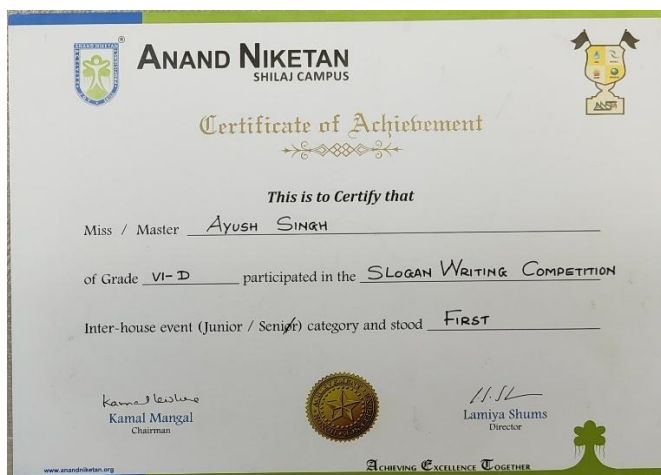 ANAND NIKETAN
SHILAJ CAMPUS
Certificate of Achievement
This is to Certify that
Miss / Master AYUSH SINGH
of Grade VI-D participated in the SLOGAN WRITING COMPETITION
Inter-house event (Junior / Senior) category and stood FIRST
Kamal Mangal
Chairman
Lamiya Shums
Director
www.anandniketan.org
ACHIEVING EXCELLENCE TOGETHER